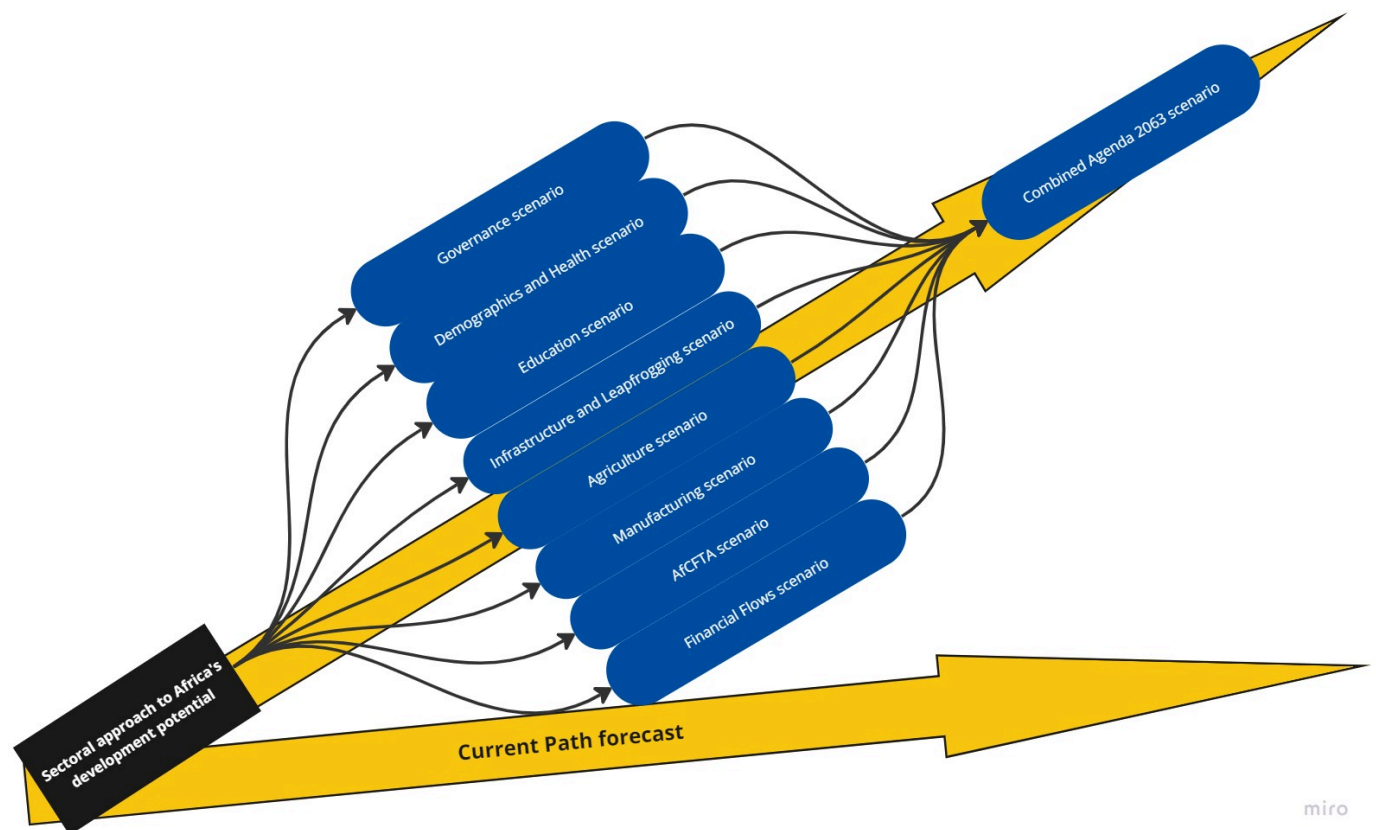 Combined Agenda 2063 scenario
Governance scenario
Demographics and Health scenario
Education scenario
Infrastructure and Leapfrogging scenario
Agriculture scenario
Manufacturing scenario
AfCFTA scenario
Financial Flows scenario
Sectoral approach to Africa's
development potential
Current Path forecast
miro